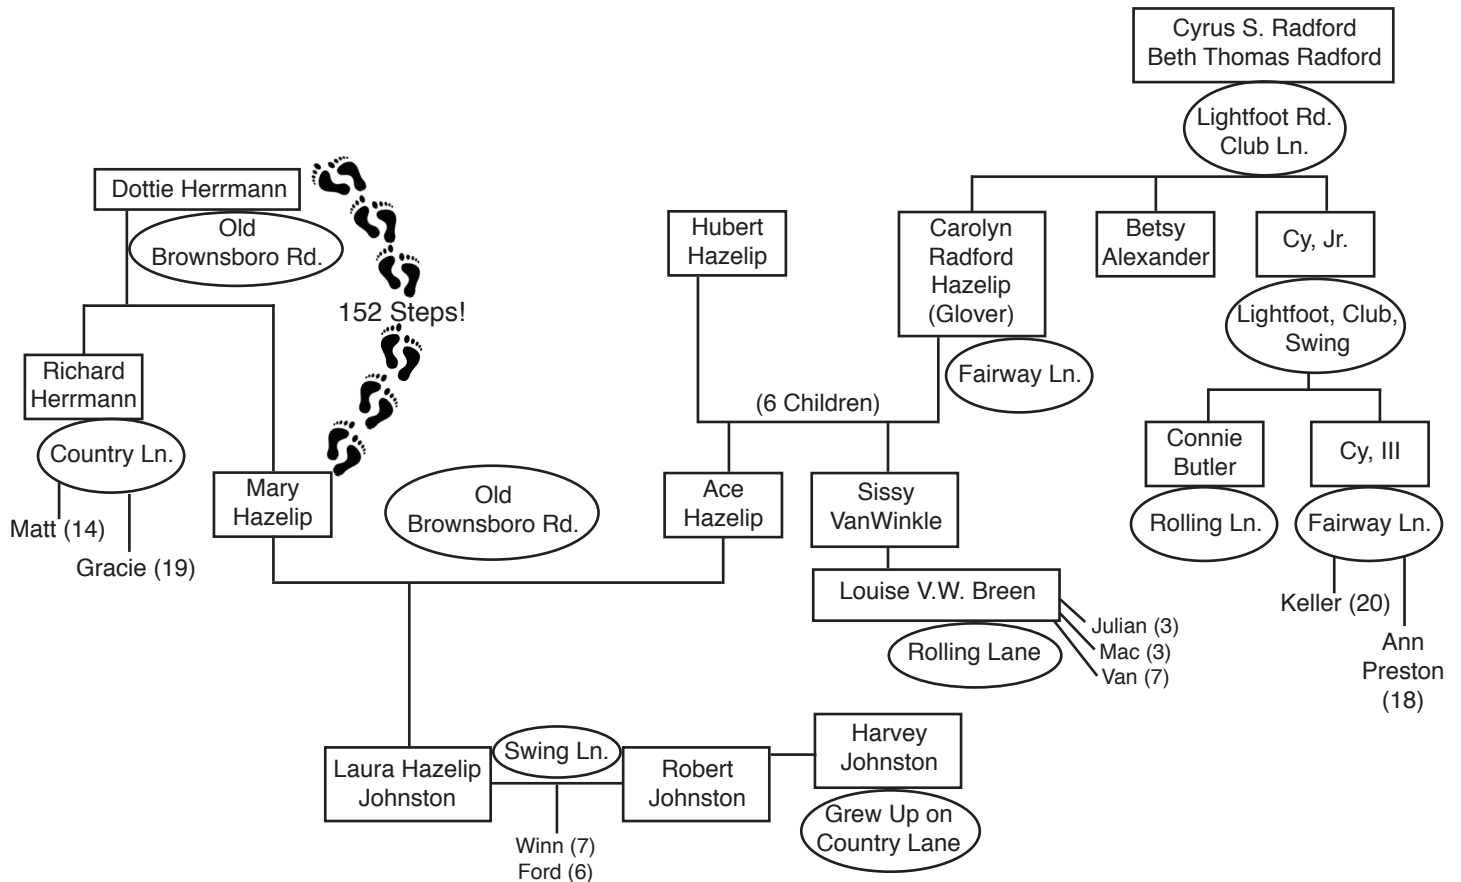 Cyrus S. Radford
Beth Thomas Radford
Lightfoot Rd.
Club Ln.
Dottie Herrmann
Old
Brownsboro Rd.
152 Steps!
Hubert
Hazelip
Carolyn
Radford
Hazelip
(Glover)
Fairway Ln.
Betsy
Alexander
Cy, Jr.
Lightfoot, Club,
Swing
Richard
Herrmann
Country Ln.
Matt (14)
Gracie (19)
Mary
Hazelip
Old
Brownsboro Rd.
(6 Children)
Ace
Hazelip
Sissy
VanWinkle
Connie
Butler
Rolling Ln.
Cy, III
Fairway Ln.
Keller (20)
Ann
Preston
(18)
Louise V.W. Breen
Rolling Lane
Julian (3)
Mac (3)
Van (7)
Laura Hazelip
Johnston
Swing Ln.
Robert
Johnston
Harvey
Johnston
Grew Up on
Country Lane
Winn (7)
Ford (6)